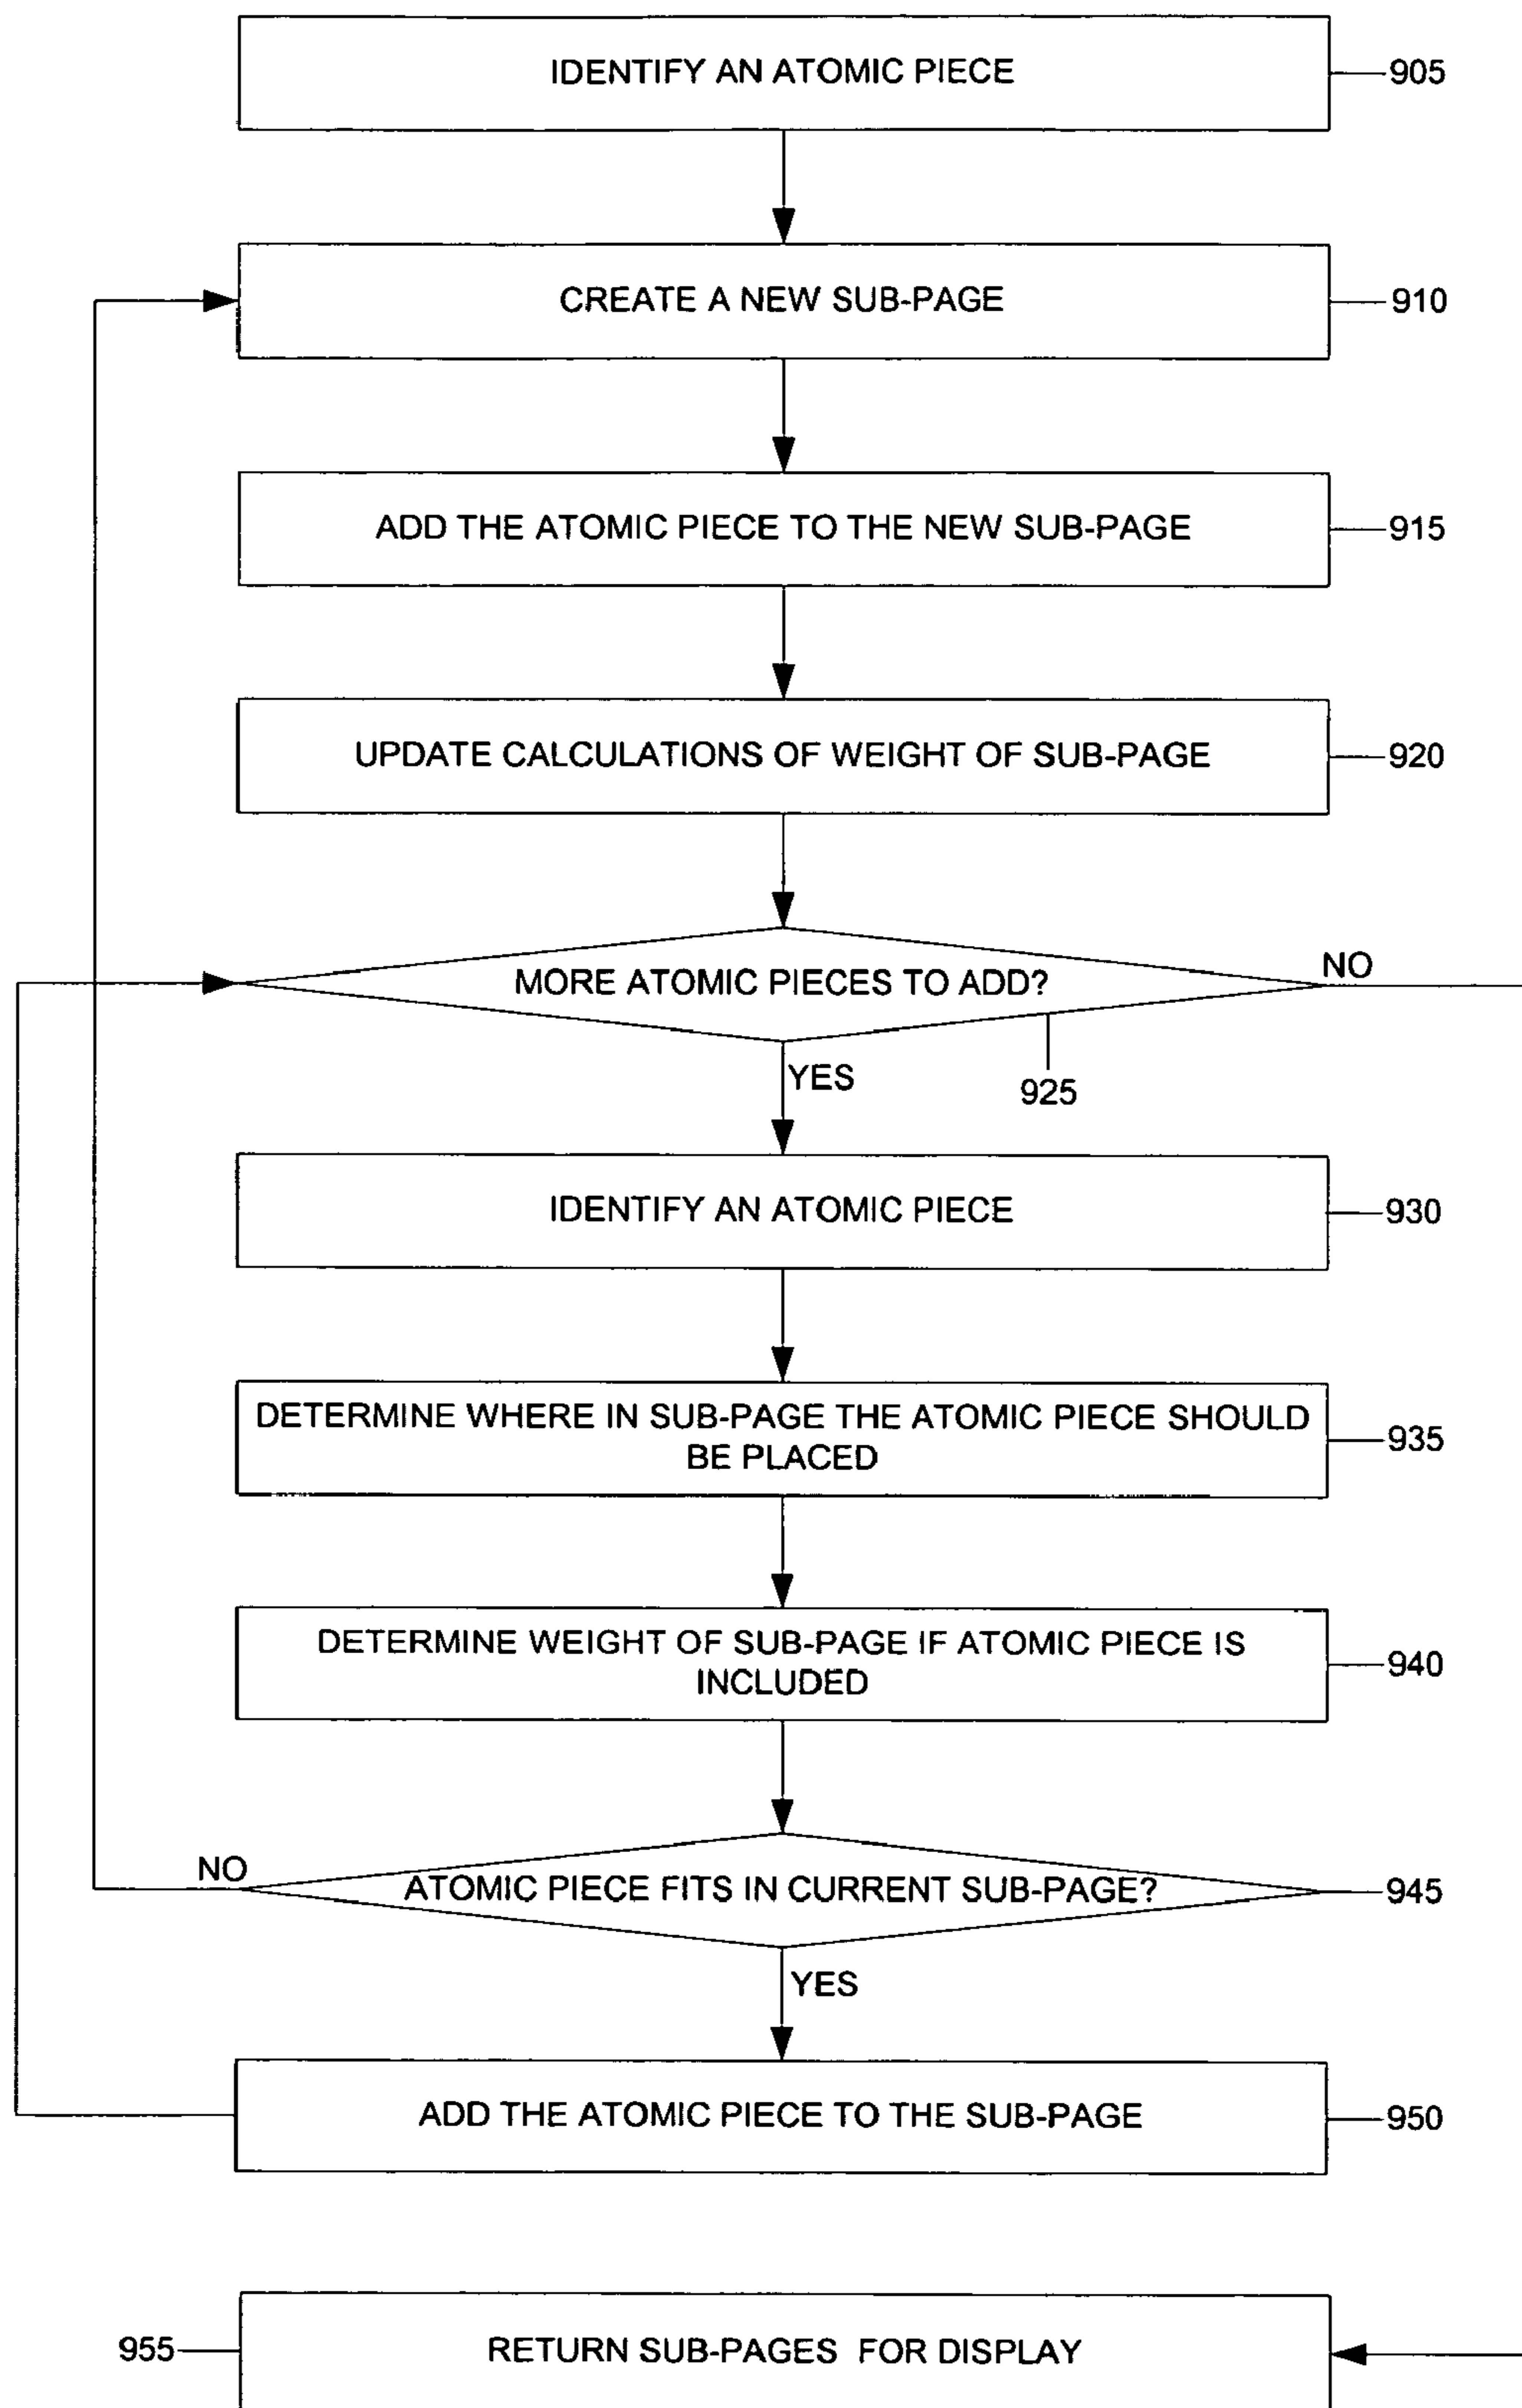 IDENTIFY AN ATOMIC PIECE
905
CREATE A NEW SUB-PAGE
910
ADD THE ATOMIC PIECE TO THE NEW SUB-PAGE
915
UPDATE CALCULATIONS OF WEIGHT OF SUB-PAGE
920
MORE ATOMIC PIECES TO ADD?
NO
YES
925
IDENTIFY AN ATOMIC PIECE
930
DETERMINE WHERE IN SUB-PAGE THE ATOMIC PIECE SHOULD
BE PLACED
935
DETERMINE WEIGHT OF SUB-PAGE IF ATOMIC PIECE IS
INCLUDED
940
NO
ATOMIC PIECE FITS IN CURRENT SUB-PAGE?
945
YES
ADD THE ATOMIC PIECE TO THE SUB-PAGE
950
955
RETURN SUB-PAGES FOR DISPLAY